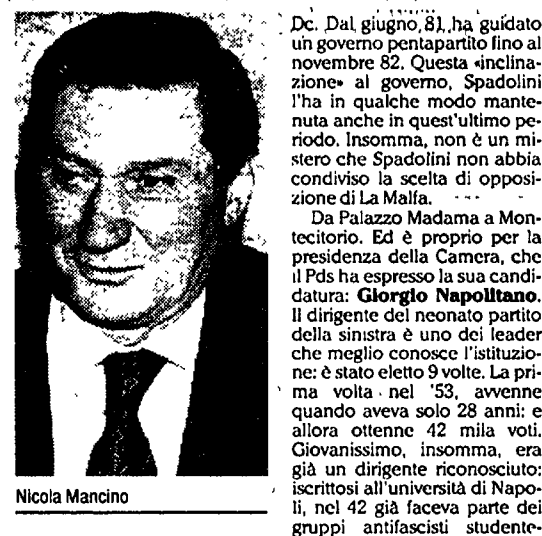 Nicola Mancino
Dc. Dal giugno 81 ha guidato
un governo pentapartito fino al
novembre 82. Questa «inclina-
zione» al governo, Spadolini
l'ha in qualche modo mante-
nuta anche in quest'ultimo pe-
riodo. Insomma, non è un mi-
stero che Spadolini non abbia
condiviso la scelta di opposi-
zione di La Malfa.
Da Palazzo Madama a Mon-
tecitorio. Ed è proprio per la
presidenza della Camera, che
il Pds ha espresso la sua candi-
datura: Giorgio Napolitano.
Il dirigente del neonato partito
della sinistra è uno dei leader
che meglio conosce l'istituzio-
ne: è stato eletto 9 volte. La pri-
ma volta nel '53, avvenne
quando aveva solo 28 anni: e
allora ottenne 42 mila voti.
Giovanissimo, insomma, era
già un dirigente riconosciuto:
iscrittosi all'università di Napo-
li, nel 42 già faceva parte dei
gruppi antifascisti studente-